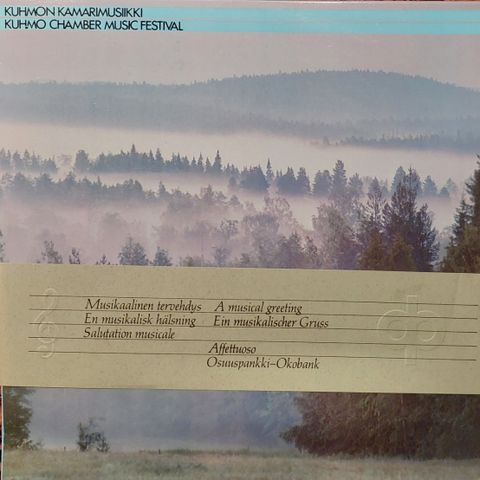 KUHMON KAMARIMUSIIKKI
KUHMO CHAMBER MUSIC FESTIVAL
Musikaalinen tervehdys A musical greeting
En musikalisk hälsning Ein musikalischer Gruss
Salutation musicale
Affettuoso
Osuuspankki–Okobank